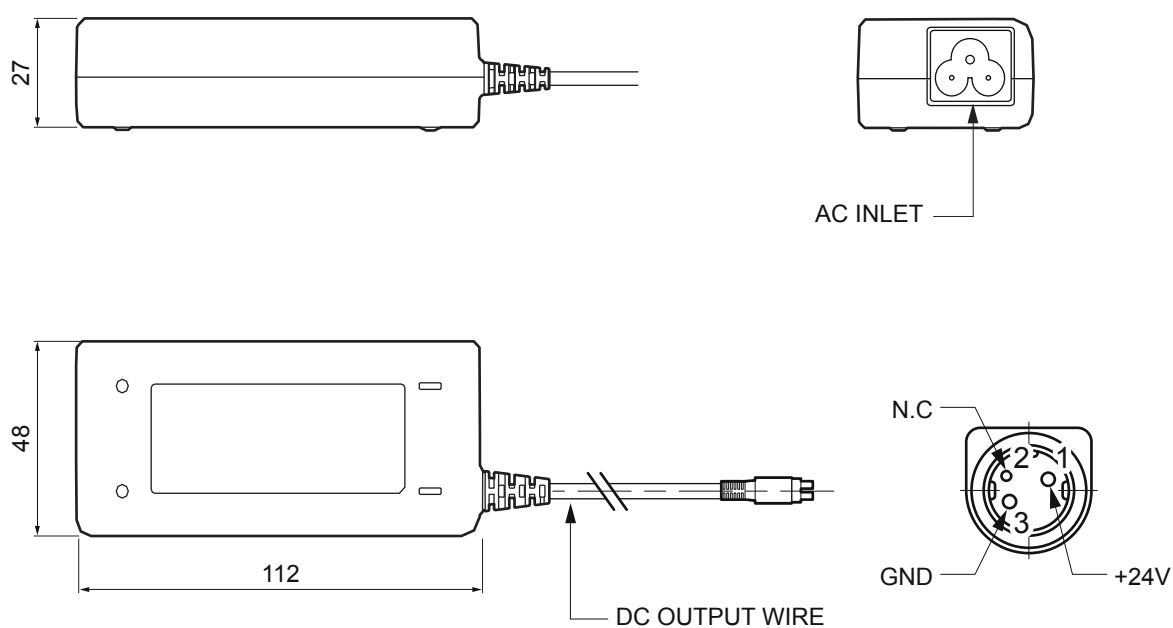 27
AC INLET
48
112
DC OUTPUT WIRE
N.C
2
1
3
GND
+24V